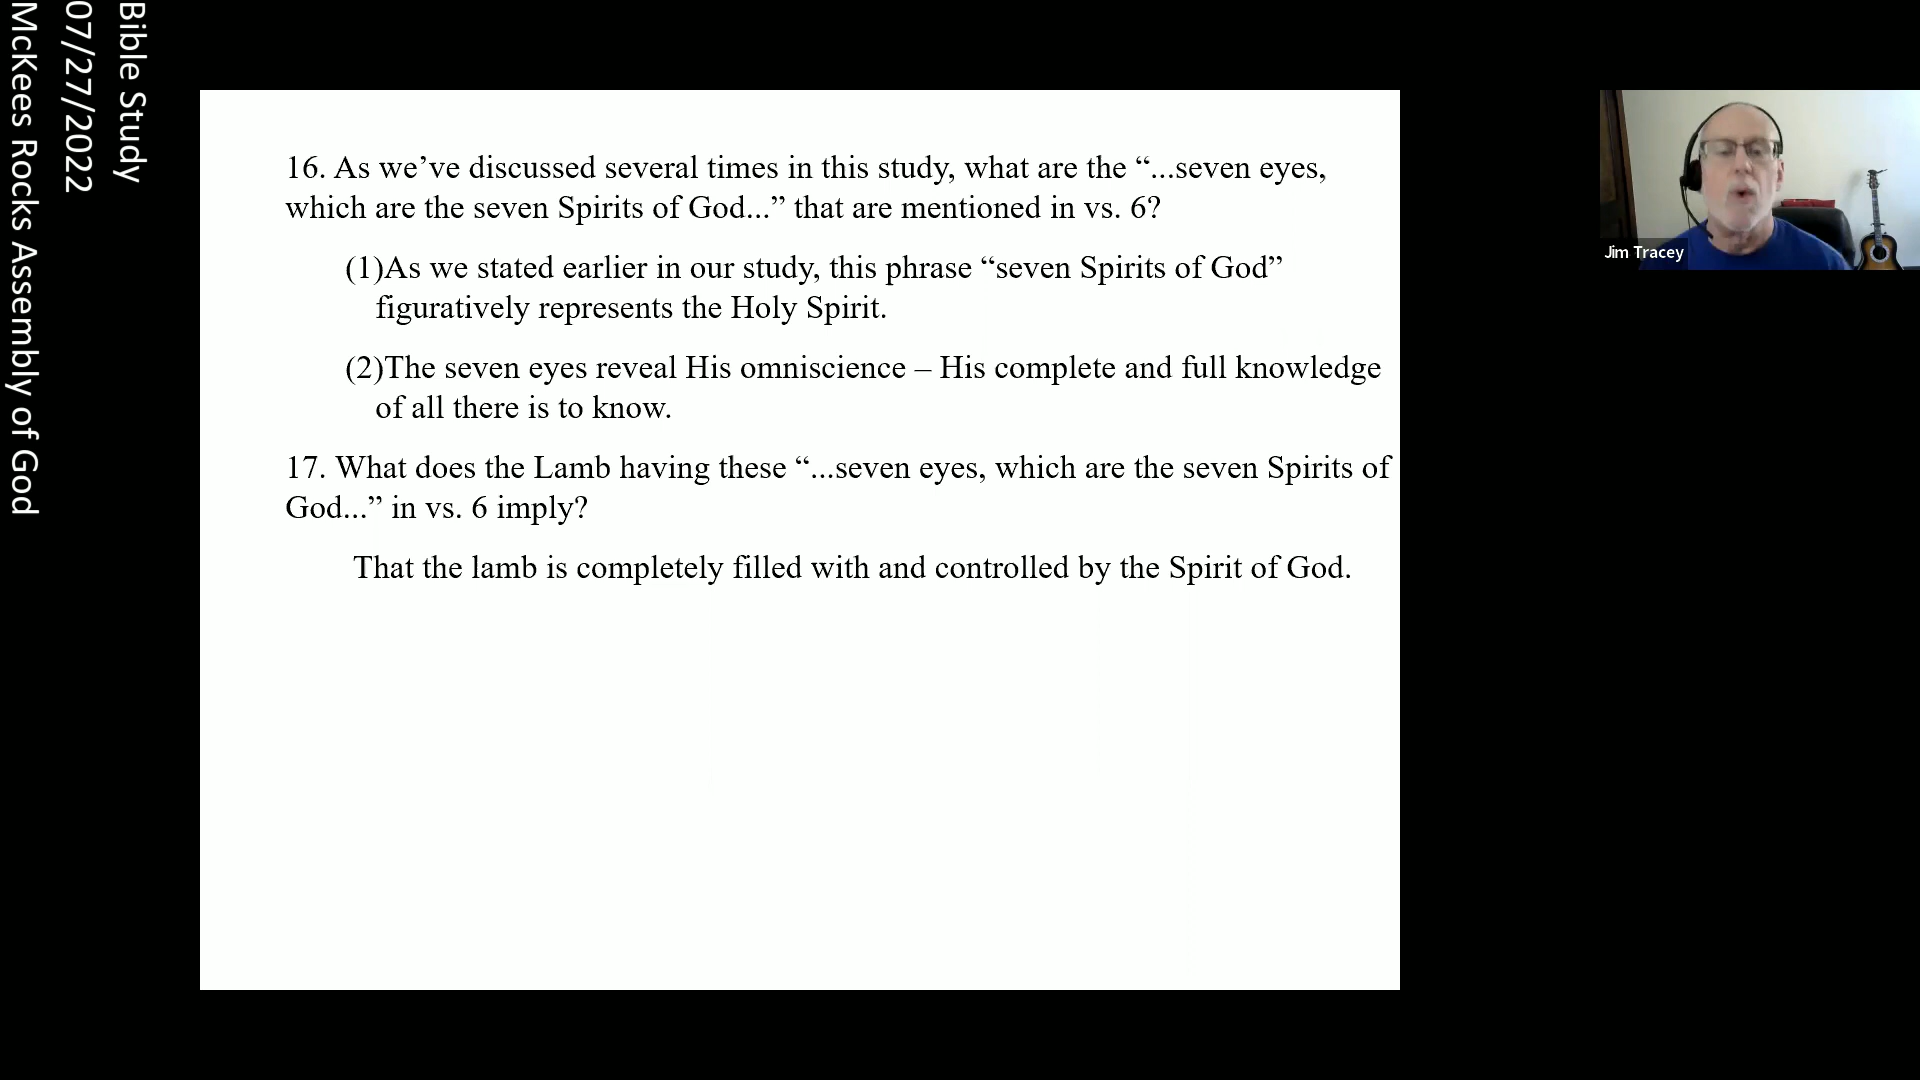 Bible Study
07/27/2022
McKees Rocks Assembly of God
16. As we’ve discussed several times in this study, what are the “...seven eyes,
which are the seven Spirits of God...” that are mentioned in vs. 6?
(1)As we stated earlier in our study, this phrase “seven Spirits of God”
figuratively represents the Holy Spirit.
(2)The seven eyes reveal His omniscience – His complete and full knowledge
of all there is to know.
17. What does the Lamb having these “...seven eyes, which are the seven Spirits of
God...” in vs. 6 imply?
That the lamb is completely filled with and controlled by the Spirit of God.
Jim Tracey